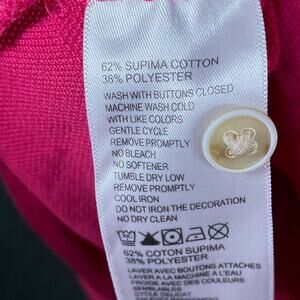 62% SUPIMA COTTON
38% POLYESTER
WASH WITH BUTTONS CLOSED
MACHINE WASH COLD
WITH LIKE COLORS
GENTLE CYCLE
REMOVE PROMPTLY
NO BLEACH
NO SOFTENER
TUMBLE DRY LOW
REMOVE PROMPTLY
COOL IRON
DO NOT IRON THE DECORATION
NO DRY CLEAN
62% COTON SUPIMA
38% POLYESTER
LAVER AVEC BOUTONS ATTACHES
LAVER A LA MACHINE A L'EAU
FROIDE AVEC DES COULEURS
SEMBLABLES
CYCLE DELICAT